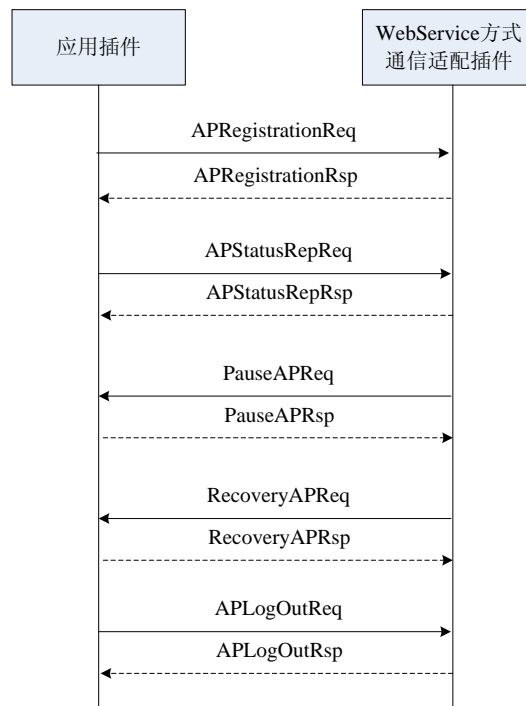 应用插件
WebService方式
通信适配插件
APRegistrationReq
APRegistrationRsp
APStatusRepReq
APStatusRepRsp
PauseAPReq
PauseAPRsp
RecoveryAPReq
RecoveryAPRsp
APLogOutReq
APLogOutRsp